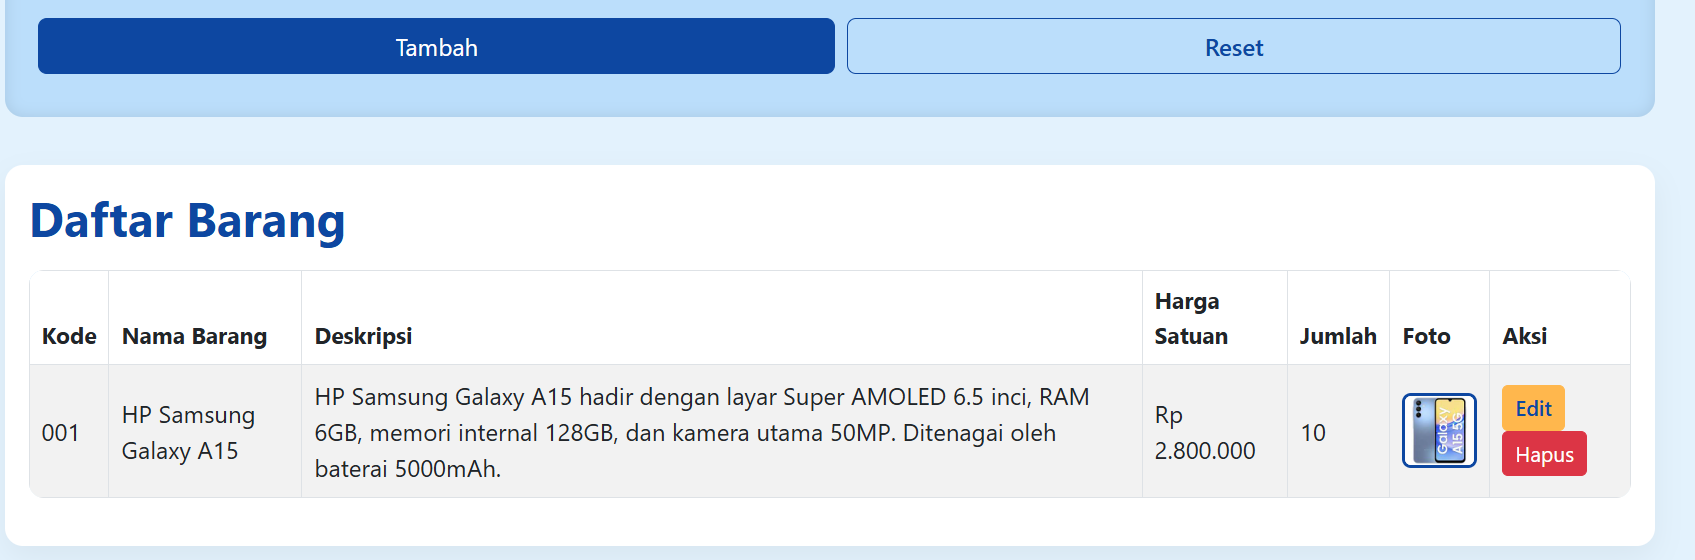 Tambah
Reset
Daftar Barang
Kode
Nama Barang
Deskripsi
Harga
Satuan
Jumlah
Foto
Aksi
001
HP Samsung
Galaxy A15
HP Samsung Galaxy A15 hadir dengan layar Super AMOLED 6.5 inci, RAM
6GB, memori internal 128GB, dan kamera utama 50MP. Ditenagai oleh
baterai 5000mAh.
Rp
2.800.000
10
Galaxy
A15 5G
Edit
Hapus